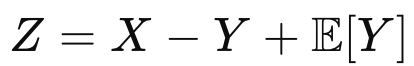 Z = X − Y + 𝔼[Y]